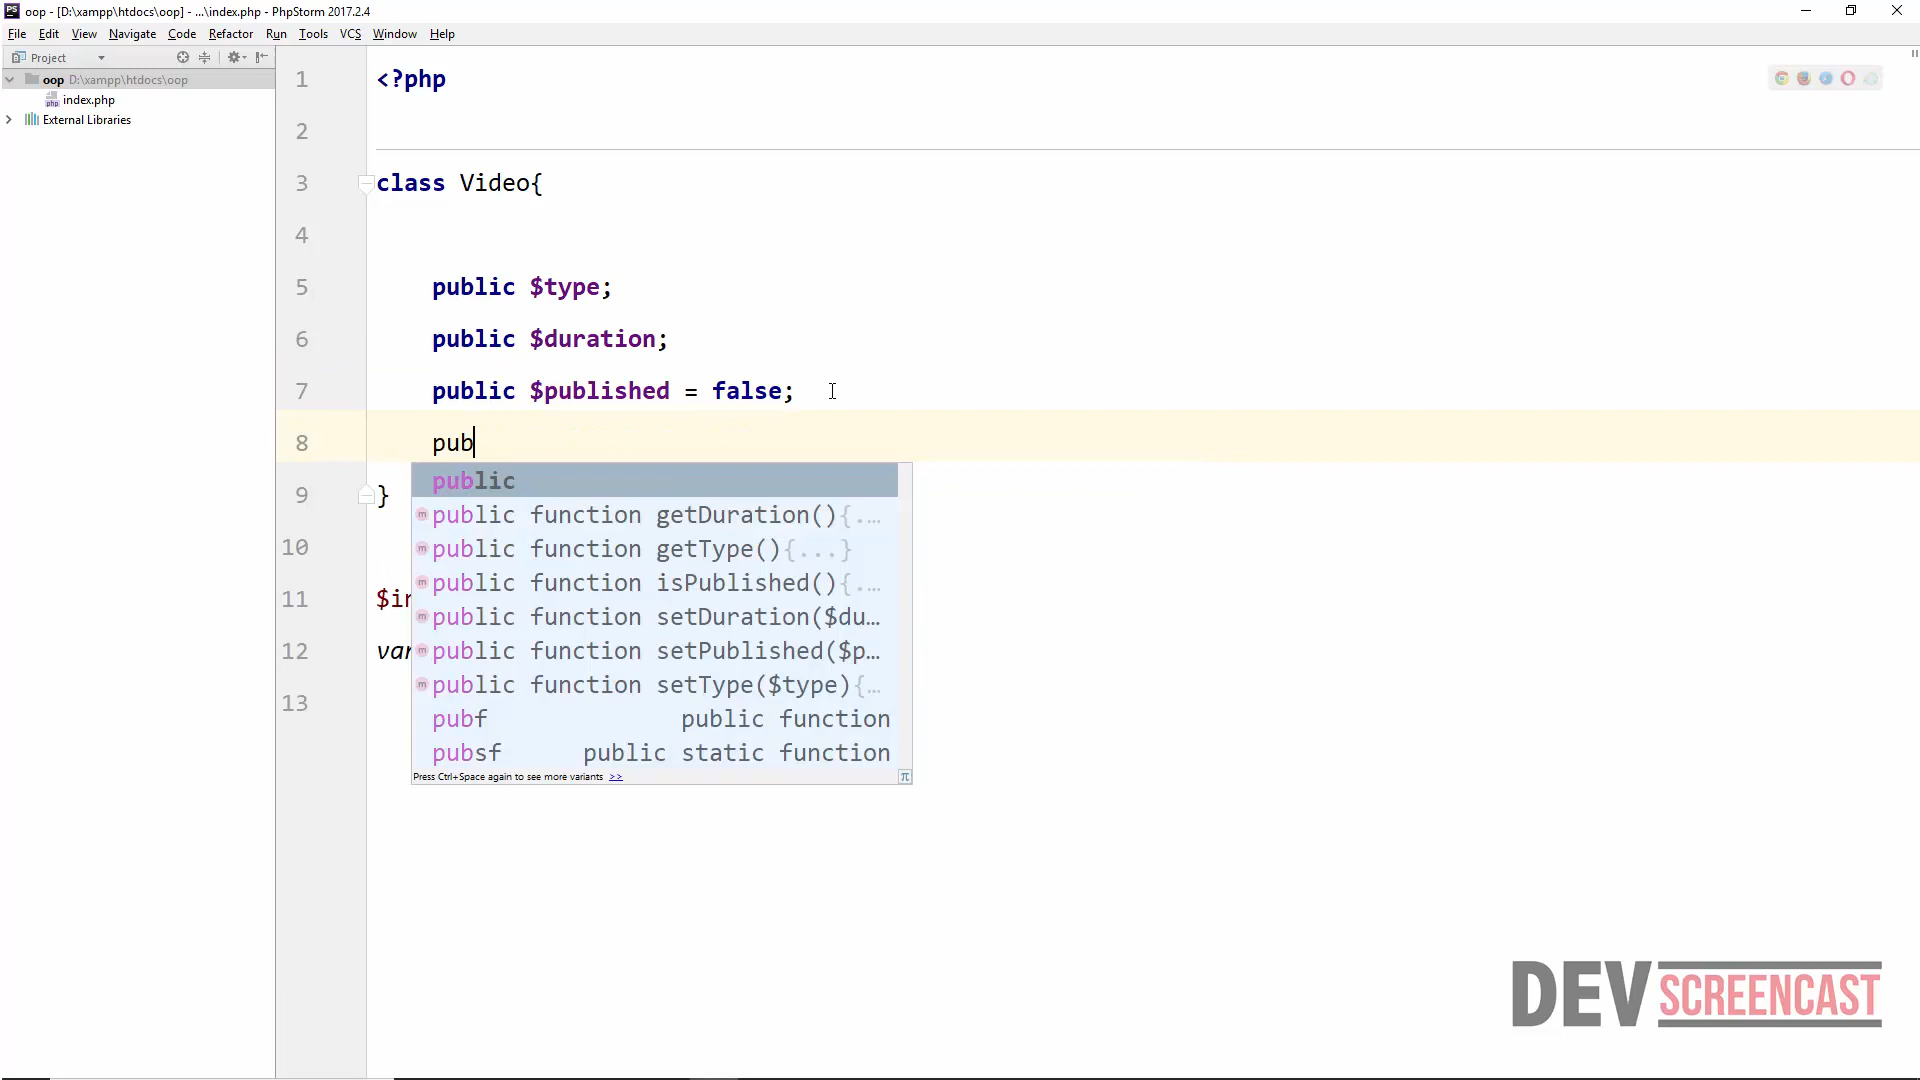 oop - [D:\xampp\htdocs\oop] - ...\index.php - PhpStorm 2017.2.4
File Edit View Navigate Code Refactor Run Tools VCS Window Help
Project
oop D:\xampp\htdocs\oop
index.php
External Libraries
1 <?php
2
3 class Video{
4
5 public $type;
6 public $duration;
7 public $published = false;
8 pub
public
9 }
public function getDuration(){...
10 public function getType(){...}
public function isPublished(){...
11 $in
public function setDuration($du...
12 var
public function setPublished($p...
public function setType($type){...
13
pubf public function
pubsf public static function
Press Ctrl+Space again to see more variants >>
π
DEV SCREENCAST